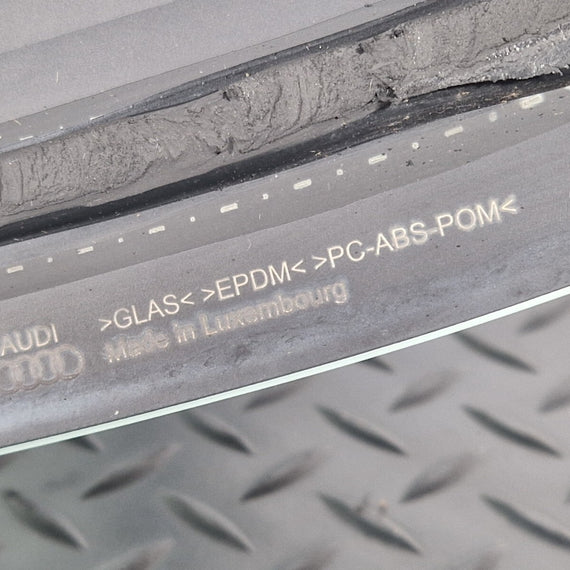 >GLAS< >EPDM< >PC-ABS-POM<
AUDI
Made in Luxembourg